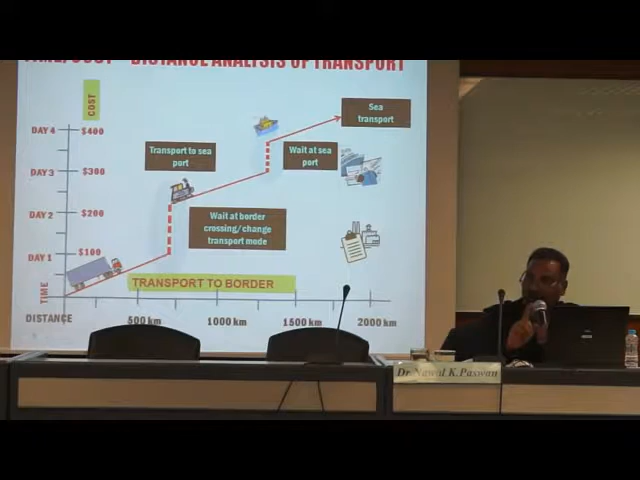 TIME/COST - DISTANCE ANALYSIS OF TRANSPORT
COST
DAY 4
$400
Sea
transport
Transport to sea
port
Wait at sea
port
DAY 3
$300
DAY 2
$200
Wait at border
crossing/change
transport mode
DAY 1
$100
TIME
TRANSPORT TO BORDER
DISTANCE
500 km
1000 km
1500 km
2000 km
Dr. Nawal K.Paswan